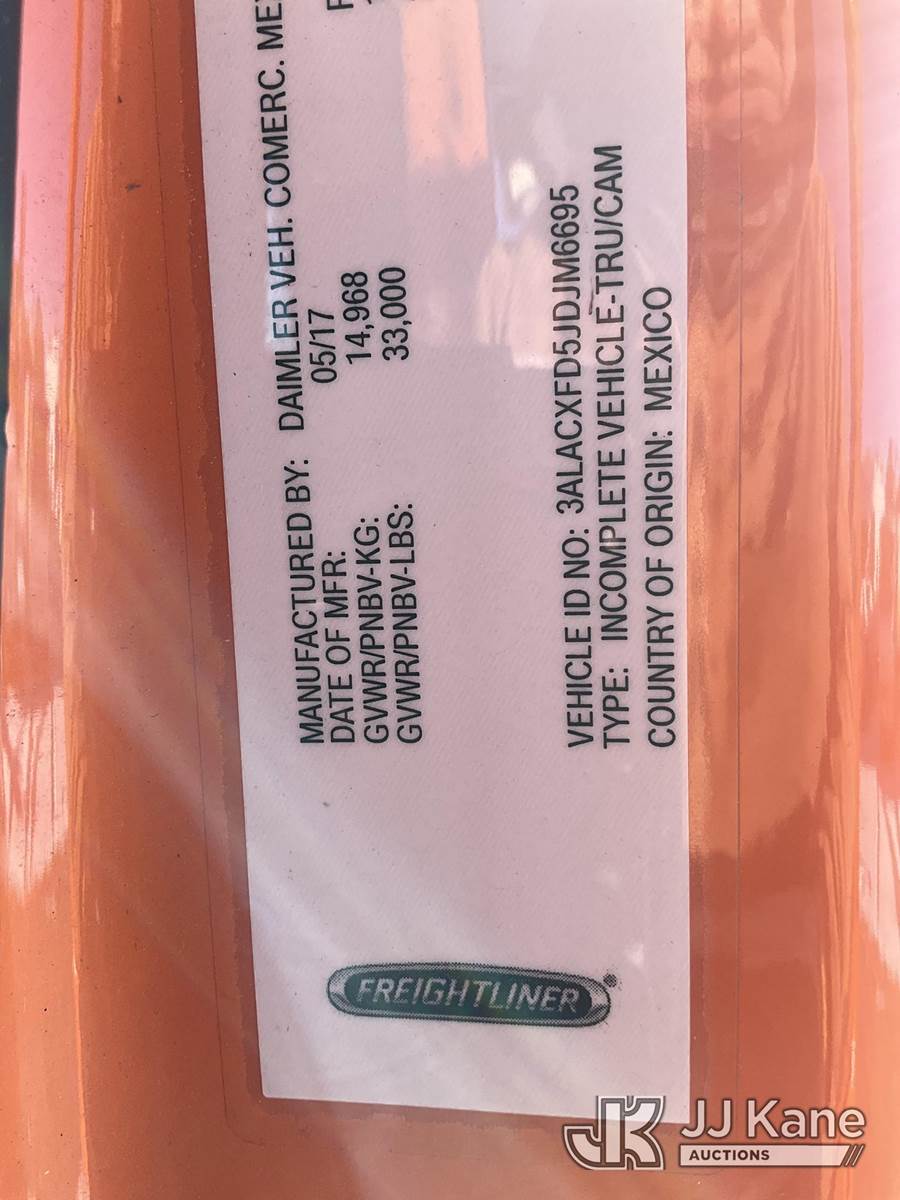 MANUFACTURED BY: DAIMLER VEH. COMERC.
DATE OF MFR: 05/17
GVWR/PNBV-KG: 14,968
GVWR/PNBV-LBS: 33,000
VEHICLE ID NO: 3ALACXFD5JDJM6695
TYPE: INCOMPLETE VEHICLE-TRU/CAM
COUNTRY OF ORIGIN: MEXICO
FREIGHTLINER
JK JJ Kane
AUCTIONS